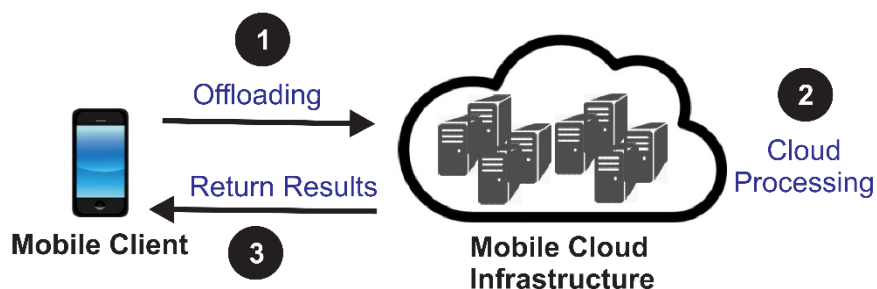 1
Offloading
2
Cloud
Processing
Return Results
Mobile Client
3
Mobile Cloud
Infrastructure